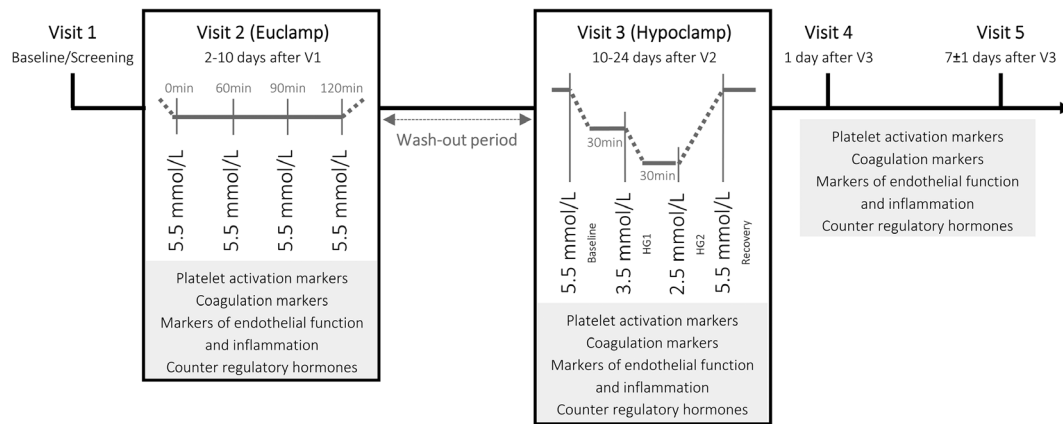 Visit 1
Baseline/Screening
Visit 2 (Euclamp)
2-10 days after V1
0min
60min
90min
120min
5.5 mmol/L
5.5 mmol/L
5.5 mmol/L
5.5 mmol/L
Platelet activation markers
Coagulation markers
Markers of endothelial function
and inflammation
Counter regulatory hormones
Wash-out period
Visit 3 (Hypoclamp)
10-24 days after V2
30min
30min
5.5 mmol/L
Baseline
3.5 mmol/L
HG1
2.5 mmol/L
HG2
5.5 mmol/L
Recovery
Platelet activation markers
Coagulation markers
Markers of endothelial function
and inflammation
Counter regulatory hormones
Visit 4
1 day after V3
Visit 5
7±1 days after V3
Platelet activation markers
Coagulation markers
Markers of endothelial function
and inflammation
Counter regulatory hormones